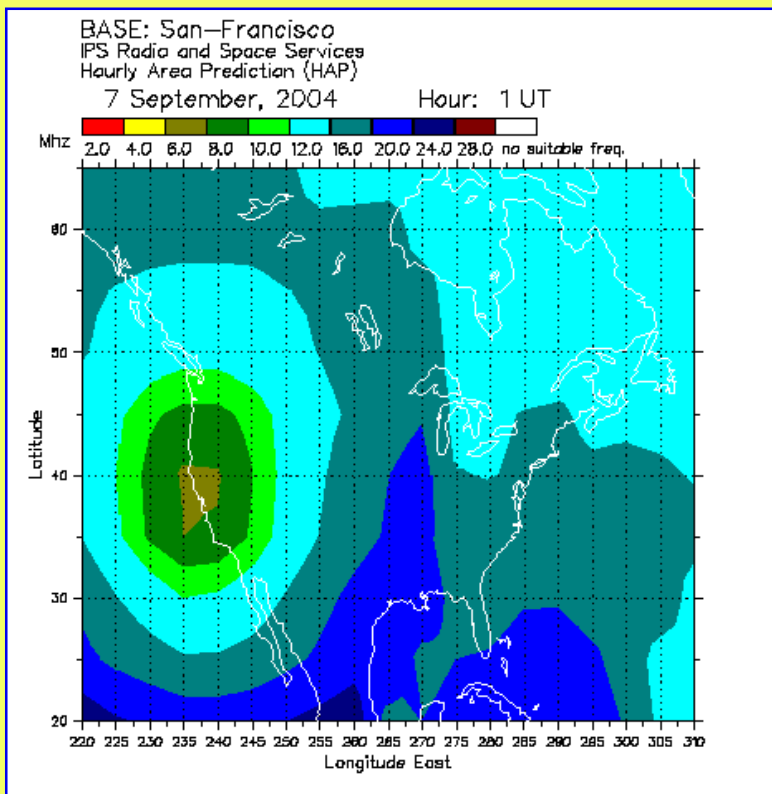 BASE: San-Francisco
IPS Radio and Space Services
Hourly Area Prediction (HAP)
7 September, 2004 Hour: 1 UT
Mhz 2.0 4.0 6.0 8.0 10.0 12.0 16.0 20.0 24.0 28.0 no suitable freq.
60
50
40
30
20
Latitude
220 225 230 235 240 245 250 255 260 265 270 275 280 285 290 295 300 305 310
Longitude East